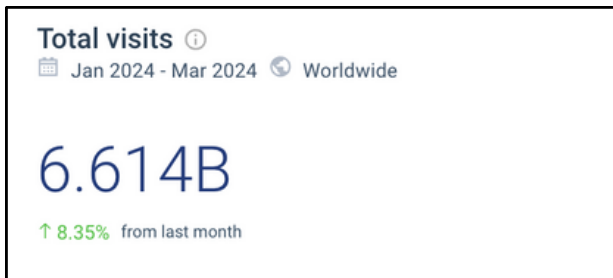 Total visits
Jan 2024 - Mar 2024 Worldwide
6.614B
↑ 8.35% from last month